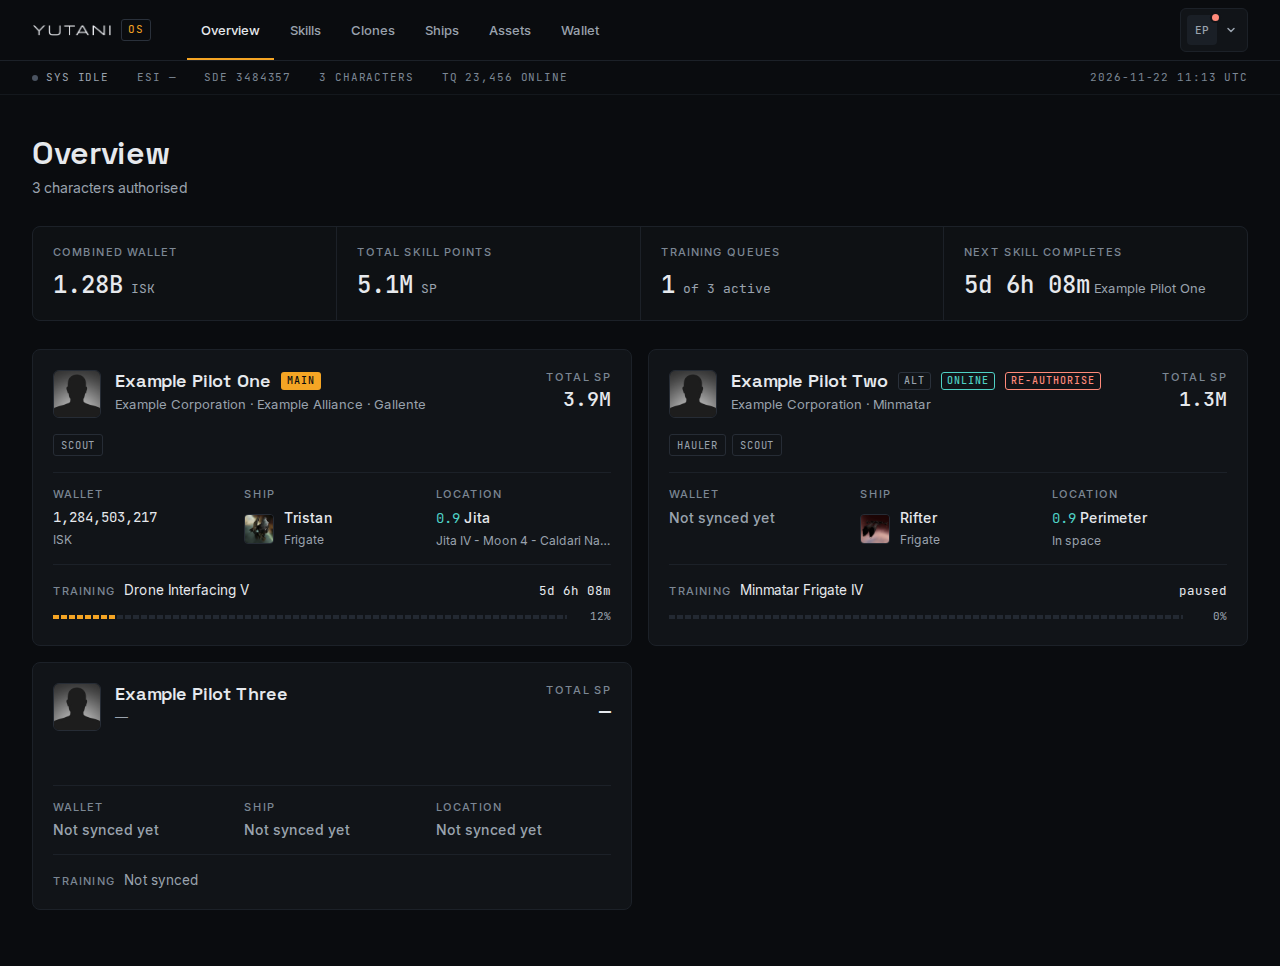 YUTANI OS Overview Skills Clones Ships Assets Wallet EP
SYS IDLE ESI — SDE 3484357 3 CHARACTERS TQ 23,456 ONLINE 2026-11-22 11:13 UTC
Overview
3 characters authorised
COMBINED WALLET TOTAL SKILL POINTS TRAINING QUEUES NEXT SKILL COMPLETES
1.28B ISK 5.1M SP 1 of 3 active 5d 6h 08m Example Pilot One
Example Pilot One MAIN TOTAL SP
Example Corporation · Example Alliance · Gallente 3.9M
SCOUT
WALLET SHIP LOCATION
1,284,503,217 Tristan 0.9 Jita
ISK Frigate Jita IV - Moon 4 - Caldari Na...
TRAINING Drone Interfacing V 5d 6h 08m
12%
Example Pilot Two ALT ONLINE RE-AUTHORISE TOTAL SP
Example Corporation · Minmatar 1.3M
HAULER SCOUT
WALLET SHIP LOCATION
Not synced yet Rifter 0.9 Perimeter
Frigate In space
TRAINING Minmatar Frigate IV paused
0%
Example Pilot Three TOTAL SP
— —
WALLET SHIP LOCATION
Not synced yet Not synced yet Not synced yet
TRAINING Not synced